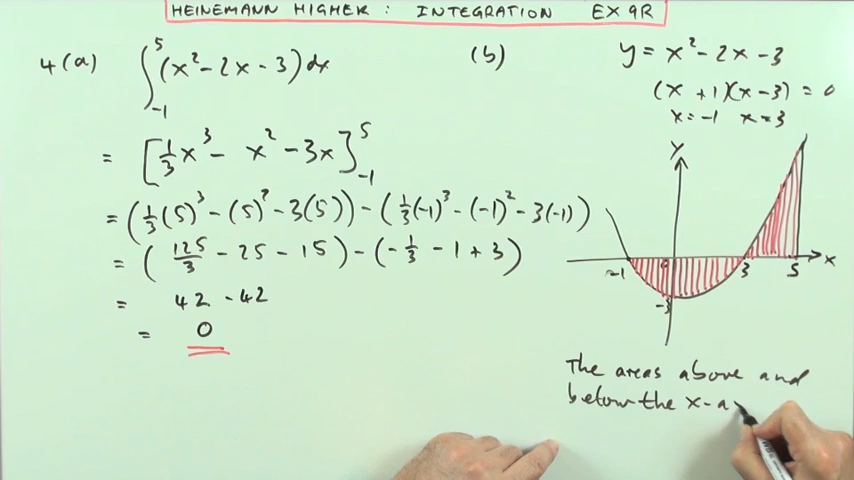 HEINEMANN HIGHER : INTEGRATION EX 9R
4(a) ∫₋₁⁵ (x² - 2x - 3) dx
= [⅓x³ - x² - 3x]₋₁⁵
= (⅓(5)³ - (5)² - 3(5)) - (⅓(-1)³ - (-1)² - 3(-1))
= (125/3 - 25 - 15) - (-⅓ - 1 + 3)
= 42 - 42
= 0
(b) y = x² - 2x - 3
(x + 1)(x - 3) = 0
x = -1 x = 3
y
-1 0 3 5 x
-3
The areas above and
below the x-a